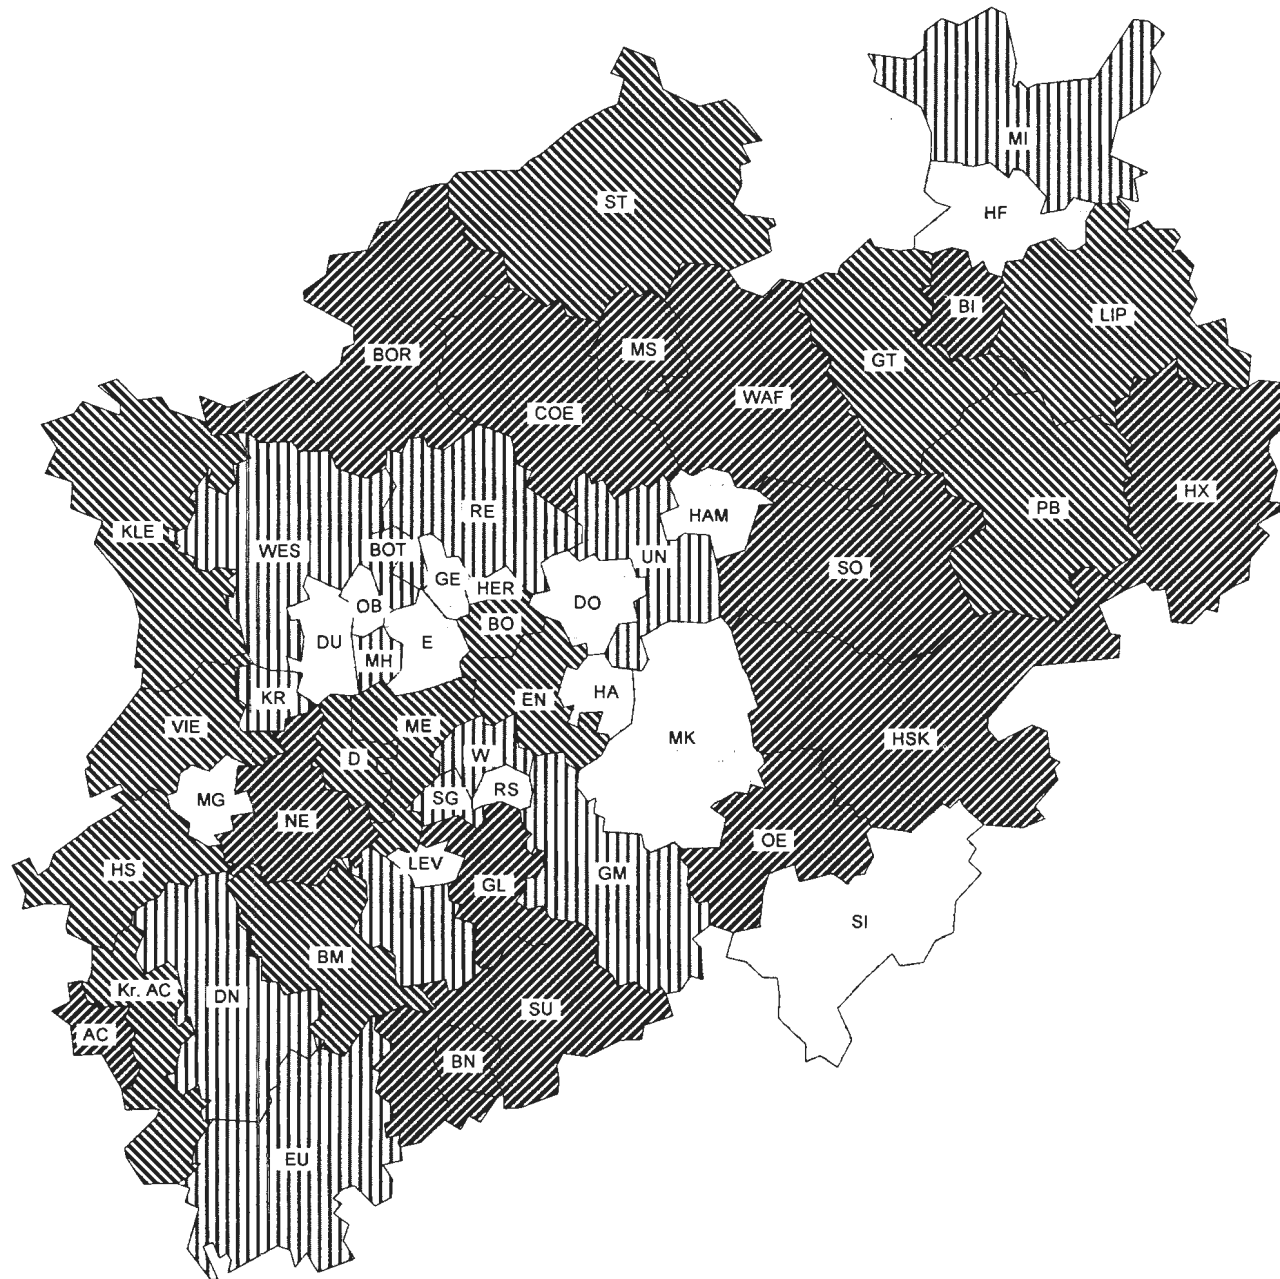 MI
ST
HF
BI
LIP
MS
BOR
GT
WAF
COE
HX
PB
RE
HAM
KLE
WES
BOT
UN
SO
GE
HER
OB
DO
BO
DU
E
MH
HA
KR
EN
VIE
ME
MK
HSK
W
D
RS
SG
MG
NE
OE
LEV
HS
GM
GL
SI
BM
Kr. AC
DN
SU
AC
BN
EU